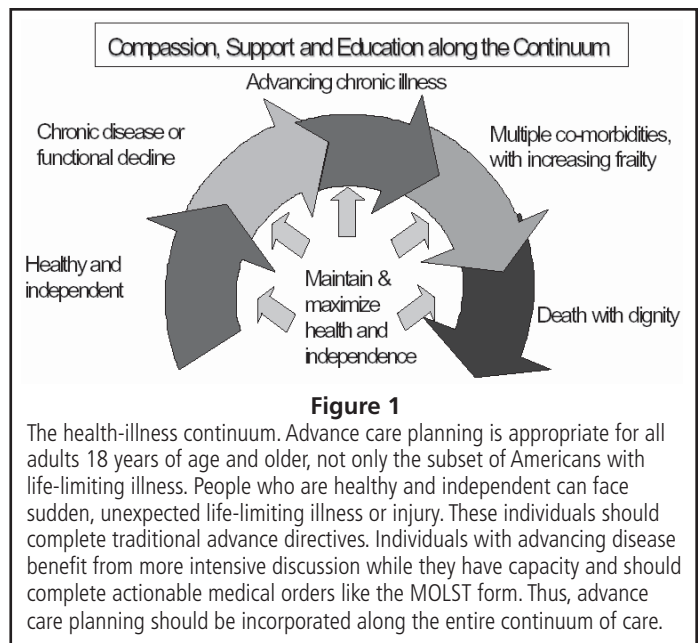 Compassion, Support and Education along the Continuum
Advancing chronic illness
Chronic disease or
functional decline
Multiple co-morbidities,
with increasing frailty
Healthy and
independent
Maintain &
maximize
health and
independence
Death with dignity
Figure 1
The health-illness continuum. Advance care planning is appropriate for all
adults 18 years of age and older, not only the subset of Americans with
life-limiting illness. People who are healthy and independent can face
sudden, unexpected life-limiting illness or injury. These individuals should
complete traditional advance directives. Individuals with advancing disease
benefit from more intensive discussion while they have capacity and should
complete actionable medical orders like the MOLST form. Thus, advance
care planning should be incorporated along the entire continuum of care.